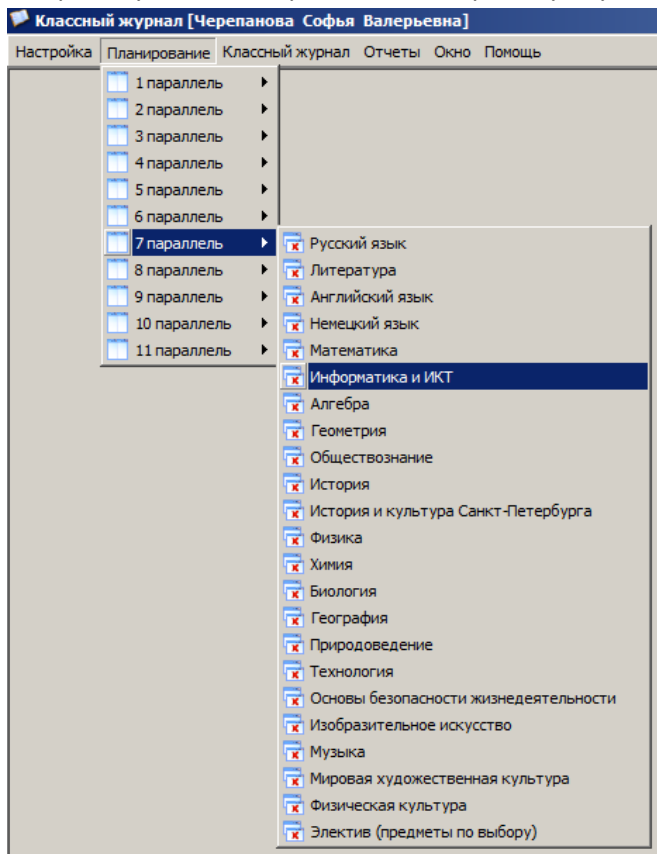 Классный журнал [Черепанова Софья Валерьевна]
Настройка Планирование Классный журнал Отчеты Окно Помощь
1 параллель
2 параллель
3 параллель
4 параллель
5 параллель
6 параллель
7 параллель
8 параллель
9 параллель
10 параллель
11 параллель
Русский язык
Литература
Английский язык
Немецкий язык
Математика
Информатика и ИКТ
Алгебра
Геометрия
Обществознание
История
История и культура Санкт-Петербурга
Физика
Химия
Биология
География
Природоведение
Технология
Основы безопасности жизнедеятельности
Изобразительное искусство
Музыка
Мировая художественная культура
Физическая культура
Электив (предметы по выбору)